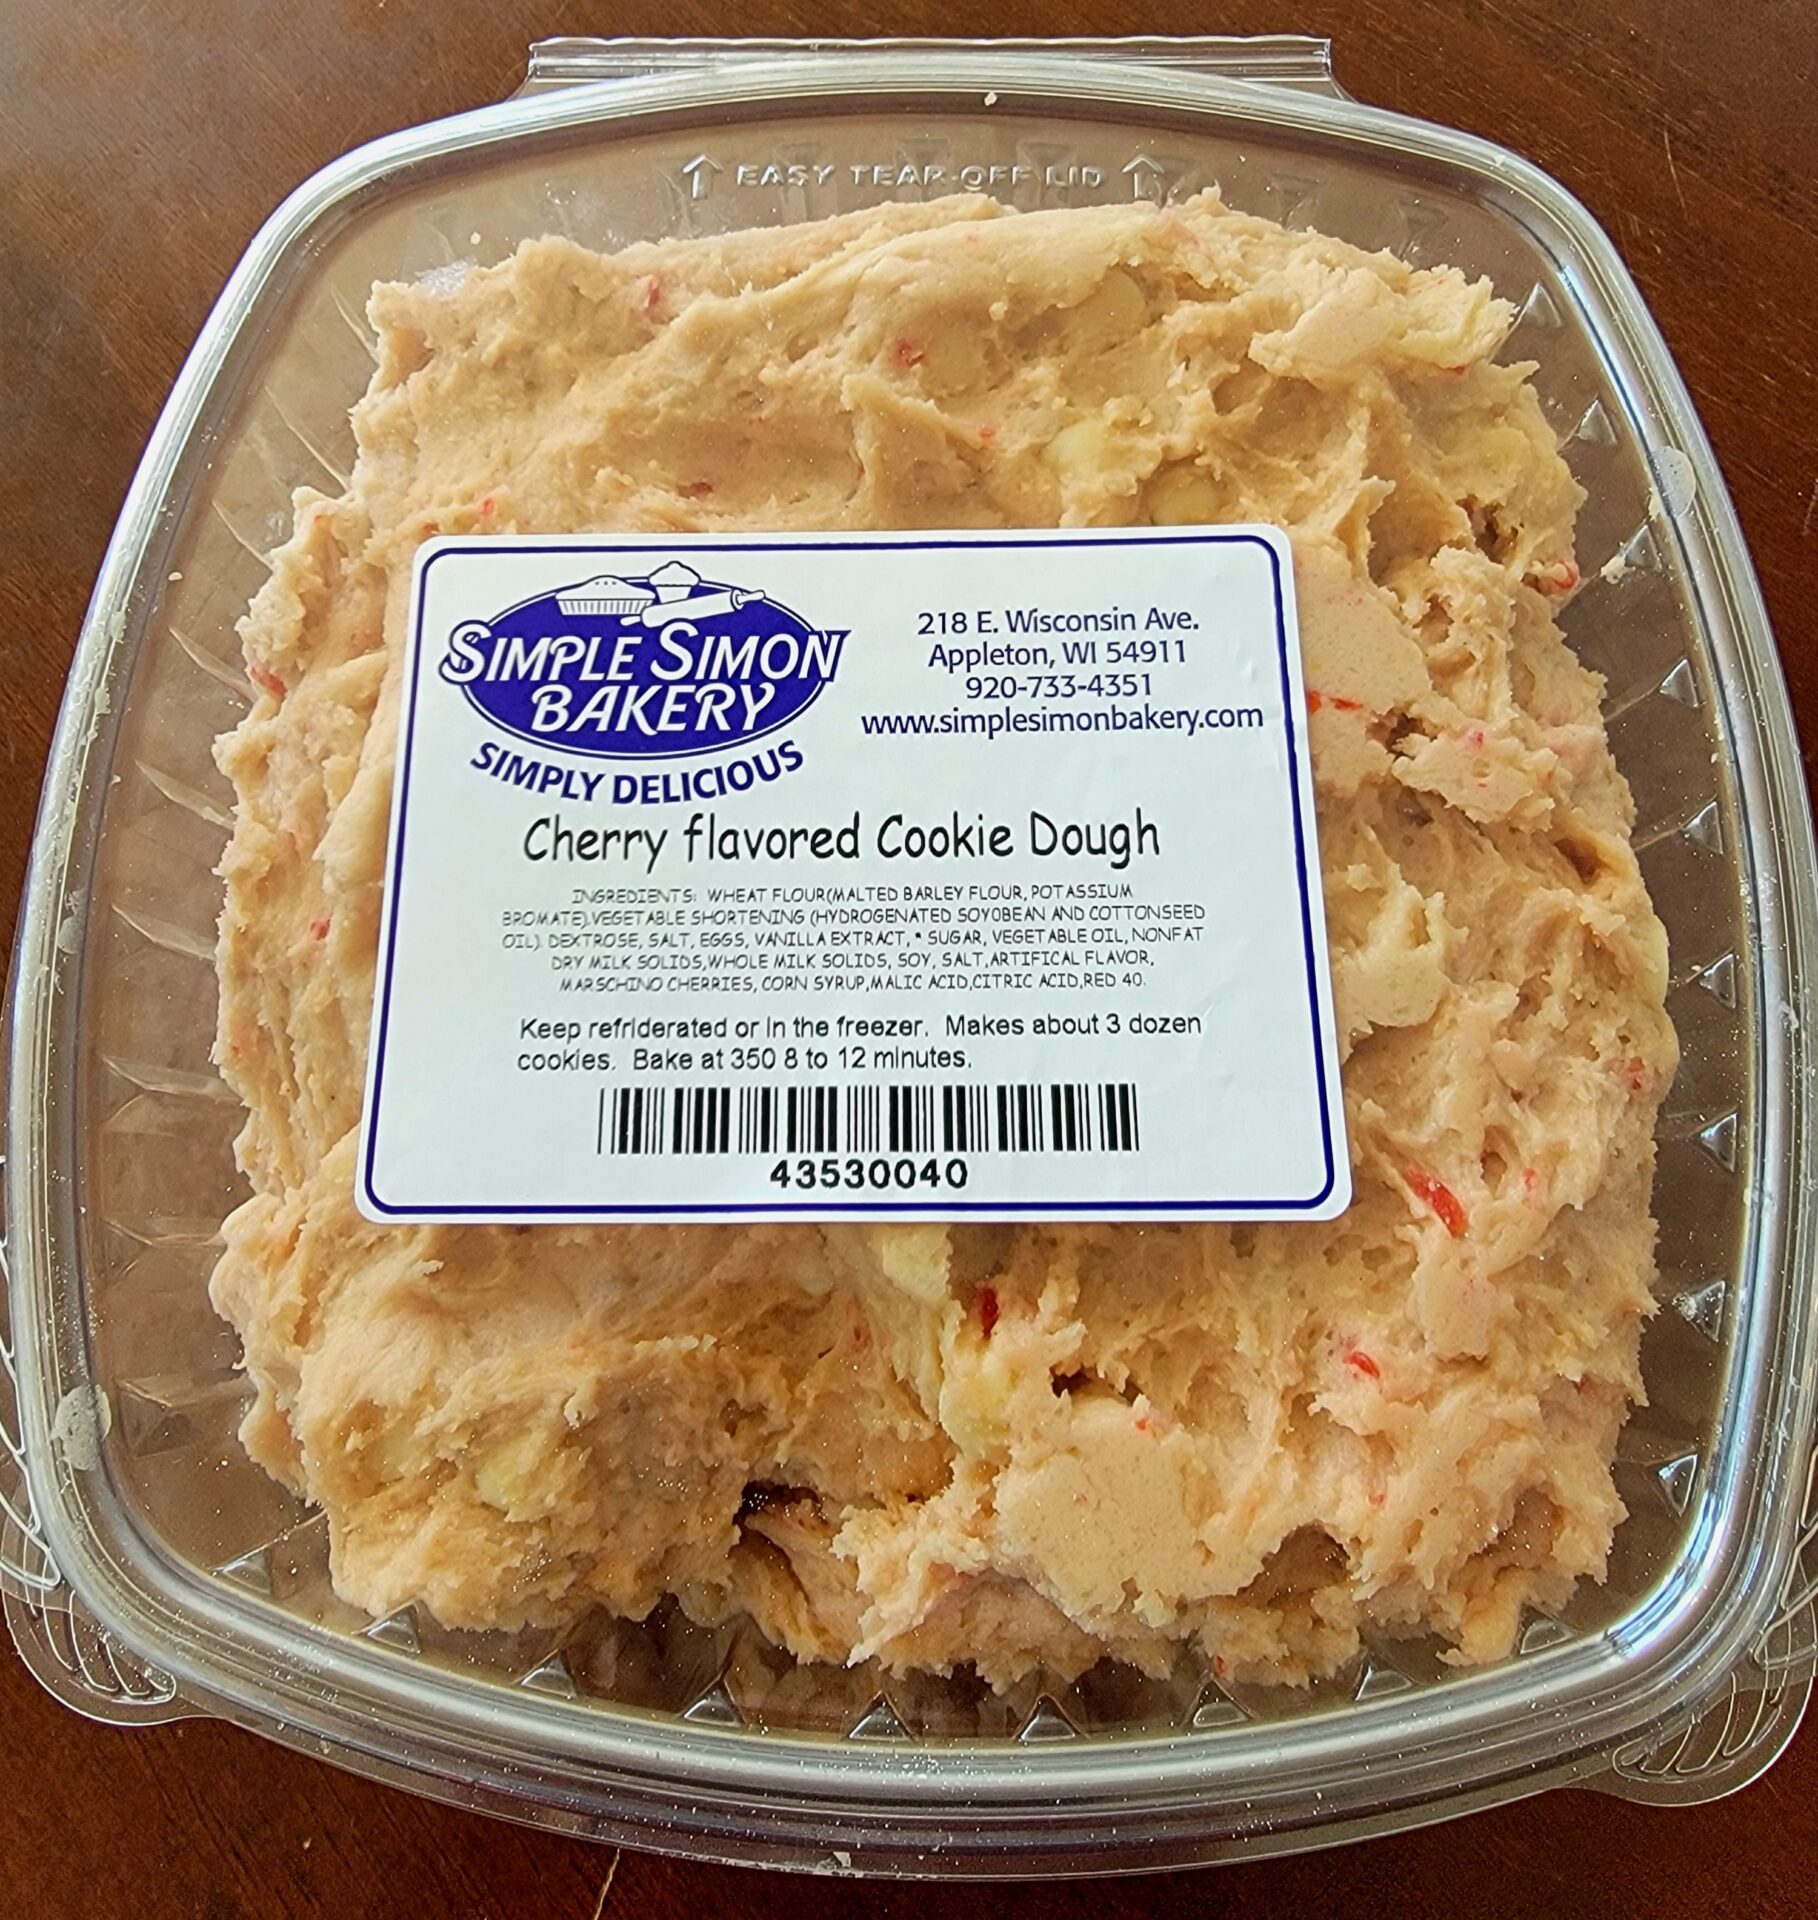 EASY TEAR-OFF LID
SIMPLE SIMON
BAKERY
SIMPLY DELICIOUS
218 E. Wisconsin Ave.
Appleton, WI 54911
920-733-4351
www.simplesimonbakery.com
Cherry flavored Cookie Dough
INGREDIENTS: WHEAT FLOUR(MALTED BARLEY FLOUR, POTASSIUM
BROMATE).VEGETABLE SHORTENING (HYDROGENATED SOYOBEAN AND COTTONSEED
OIL). DEXTROSE, SALT, EGGS, VANILLA EXTRACT, * SUGAR, VEGETABLE OIL, NONFAT
DRY MILK SOLIDS,WHOLE MILK SOLIDS, SOY, SALT,ARTIFICAL FLAVOR,
MARSCHINO CHERRIES, CORN SYRUP,MALIC ACID,CITRIC ACID,RED 40.
Keep refriderated or in the freezer. Makes about 3 dozen
cookies. Bake at 350 8 to 12 minutes.
43530040